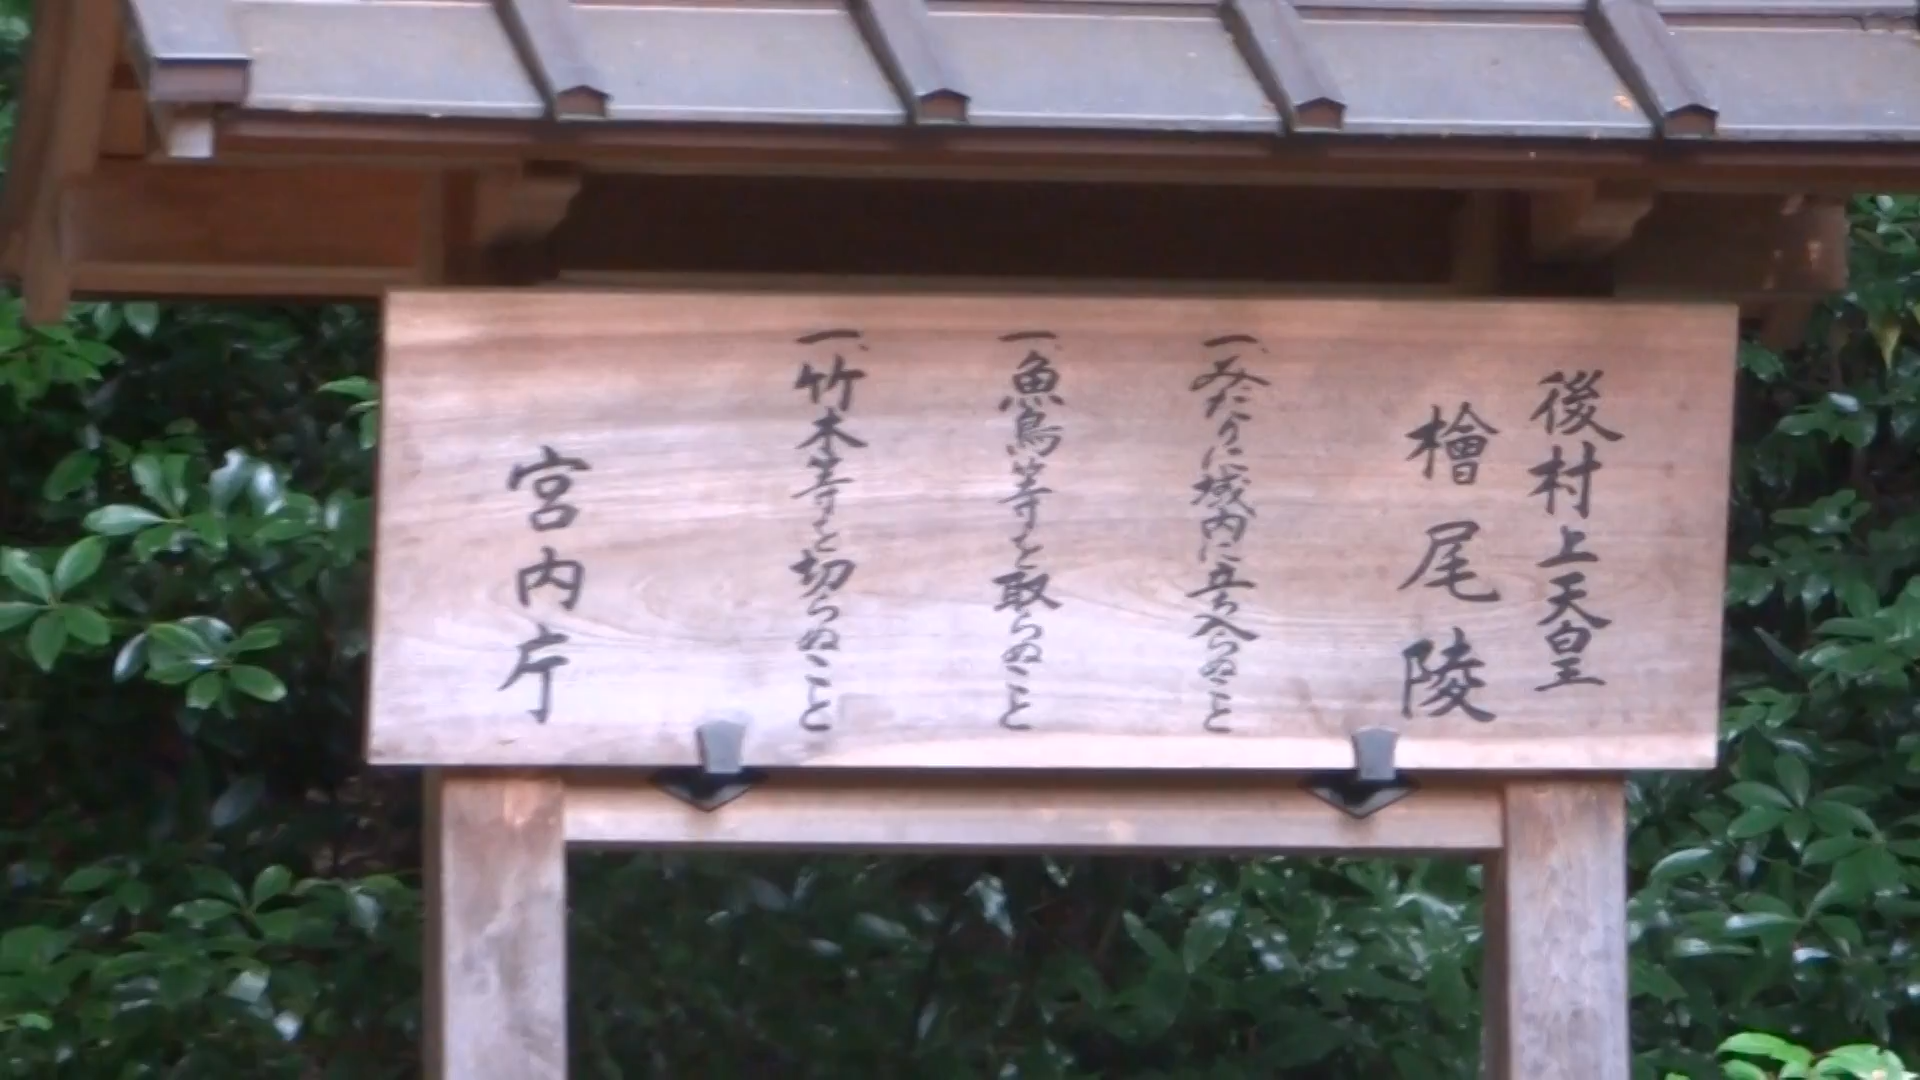 後村上天皇
檜尾陵
一、みだりに域内に立ち入らぬこと
一、魚鳥等を取らぬこと
一、竹木等を切らぬこと
宮内庁